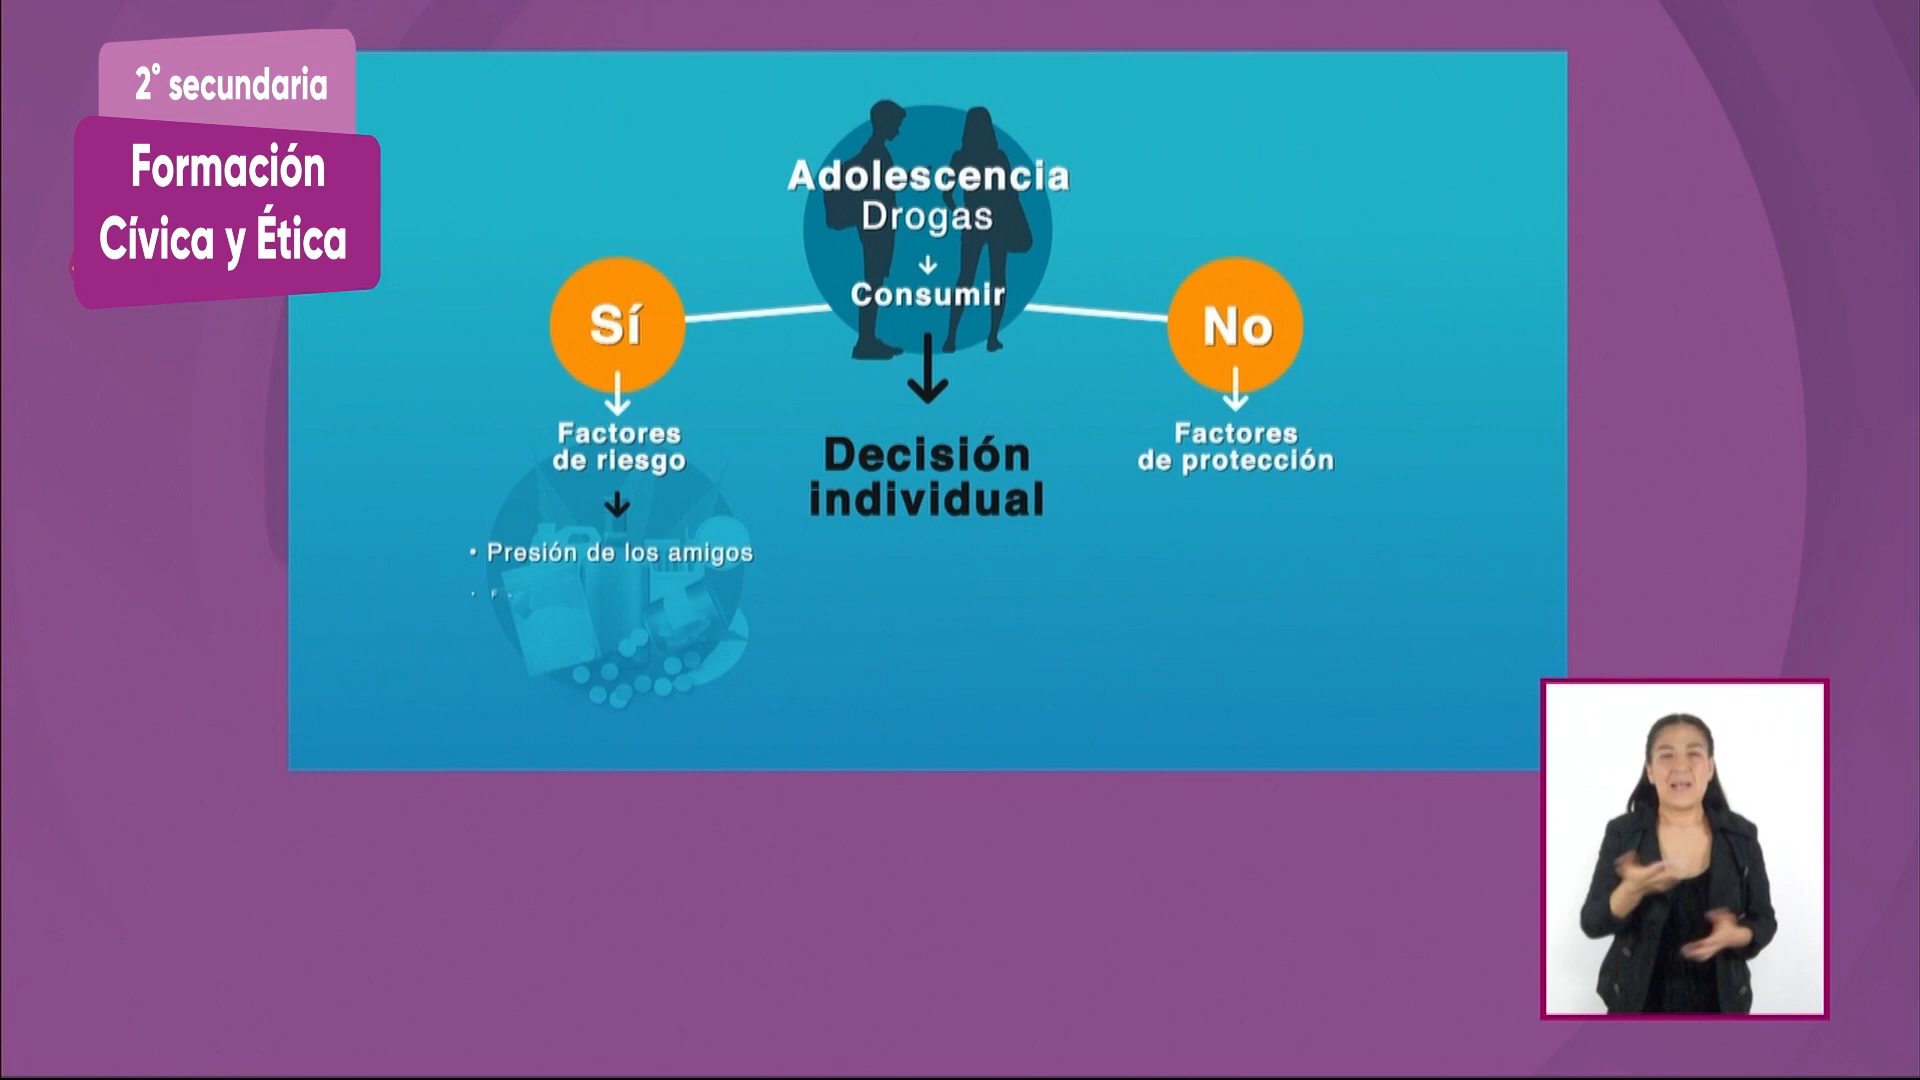 2° secundaria
Formación
Cívica y Ética
Adolescencia
Drogas
Consumir
Sí
No
Factores
de riesgo
Decisión
individual
Factores
de protección
• Presión de los amigos